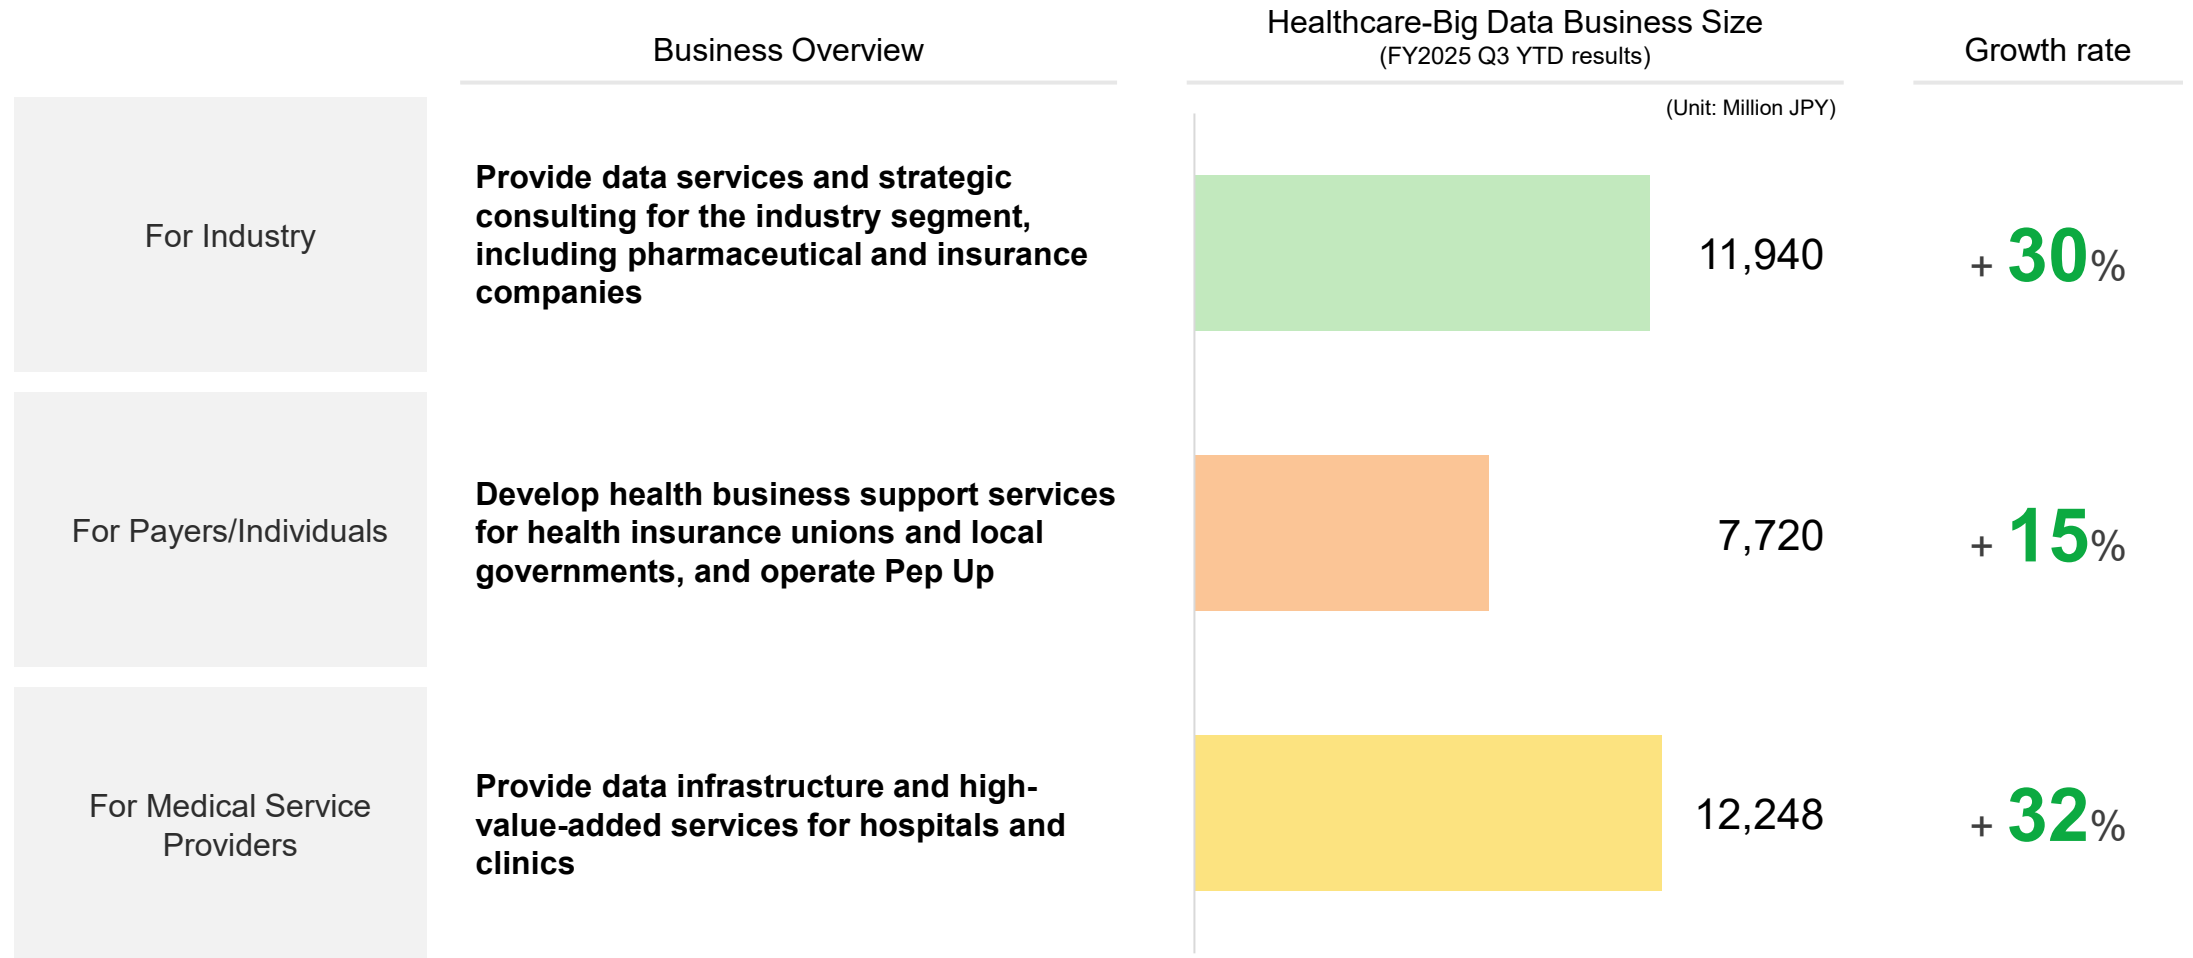 Business Overview
Healthcare-Big Data Business Size
(FY2025 Q3 YTD results)
Growth rate
(Unit: Million JPY)
For Industry
Provide data services and strategic
consulting for the industry segment,
including pharmaceutical and insurance
companies
11,940
+ 30%
For Payers/Individuals
Develop health business support services
for health insurance unions and local
governments, and operate Pep Up
7,720
+ 15%
For Medical Service
Providers
Provide data infrastructure and high-
value-added services for hospitals and
clinics
12,248
+ 32%